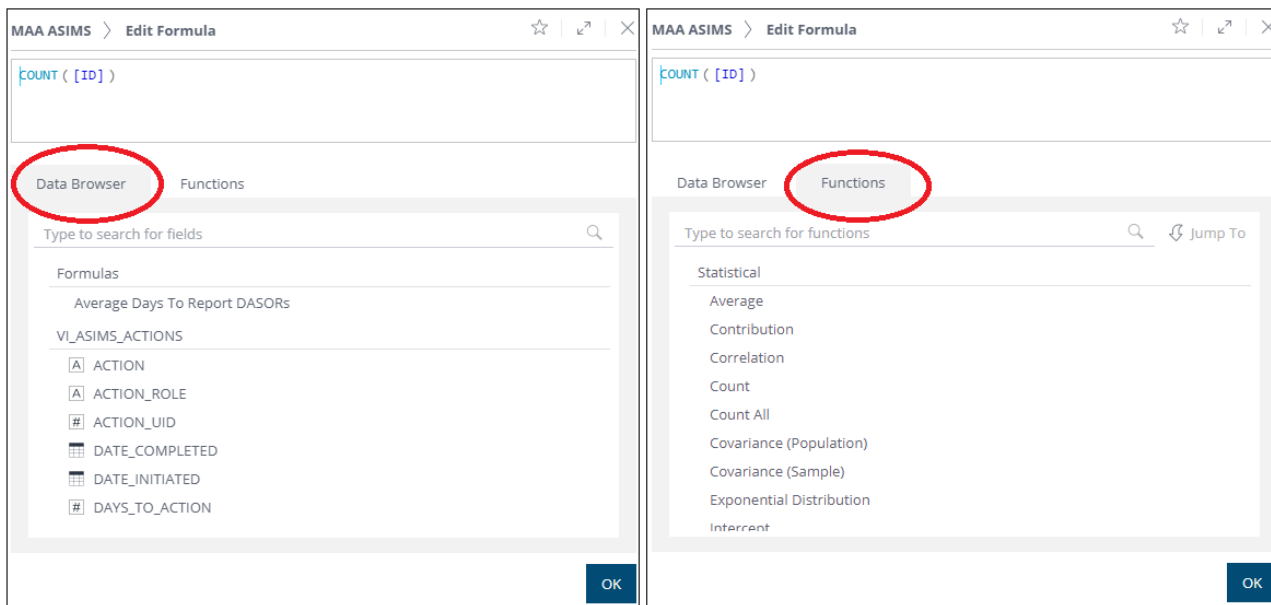 MAA ASIMS > Edit Formula
COUNT ( [ID] )
Data Browser Functions
Type to search for fields
Formulas
Average Days To Report DASORs
VI_ASIMS_ACTIONS
A ACTION
A ACTION_ROLE
# ACTION_UID
DATE_COMPLETED
DATE_INITIATED
# DAYS_TO_ACTION
OK
MAA ASIMS > Edit Formula
COUNT ( [ID] )
Data Browser Functions
Type to search for functions Jump To
Statistical
Average
Contribution
Correlation
Count
Count All
Covariance (Population)
Covariance (Sample)
Exponential Distribution
Intercept
OK